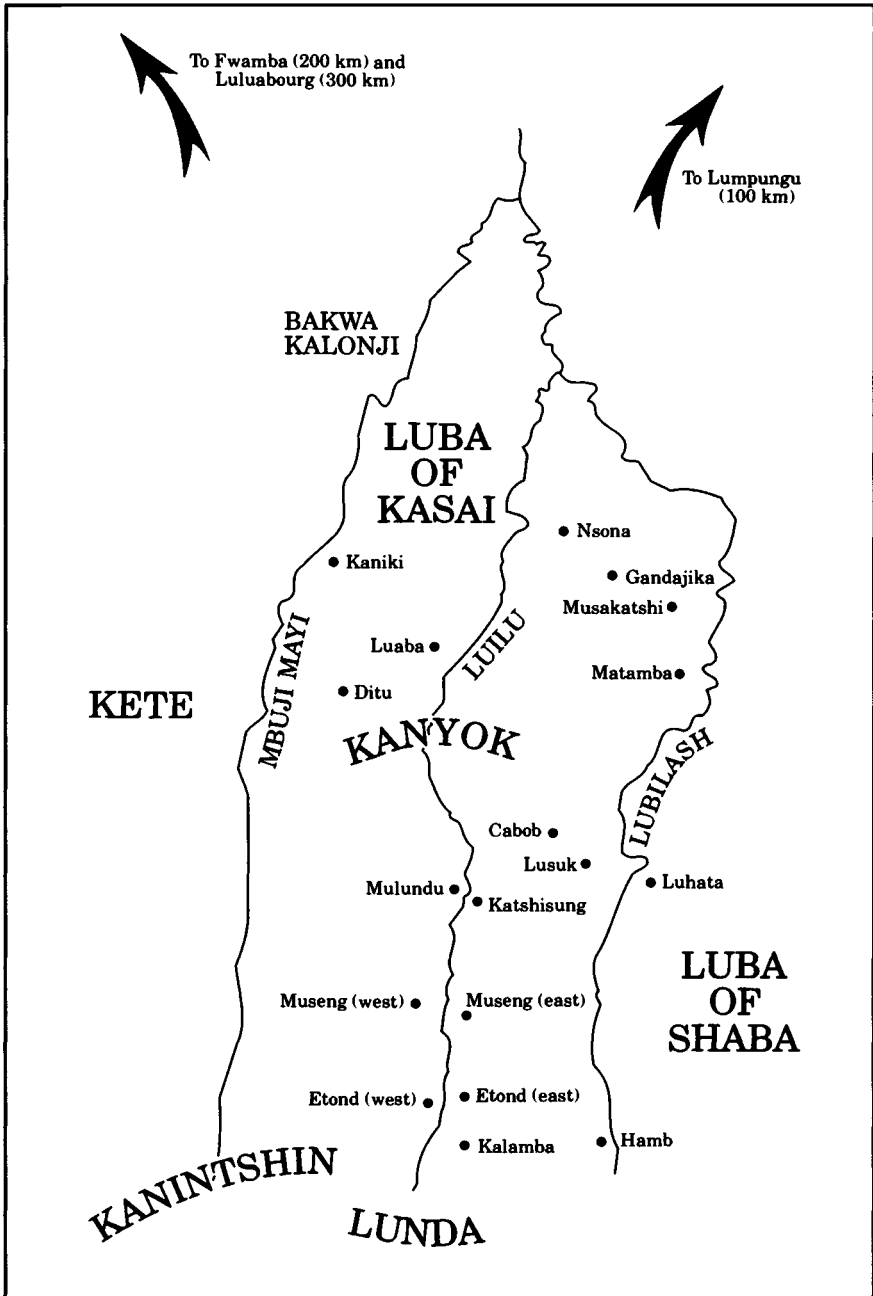 To Fwamba (200 km) and
Luluabourg (300 km)
To Lumpungu
(100 km)
BAKWA
KALONJI
LUBA
OF
KASAI
Nsona
Kaniki
Gandajika
Musakatshi
MBUJI MAYI
LUILU
Luaba
Matamba
KETE
Ditu
KANYOK
LUBILASH
Cabob
Lusuk
Mulundu
Luhata
Katshisung
LUBA
OF
SHABA
Museng (west)
Museng (east)
Etond (west)
Etond (east)
Kalamba
Hamb
KANINTSHIN
LUNDA